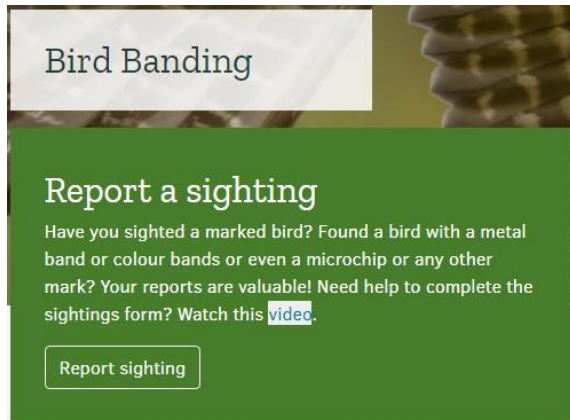 Bird Banding
Report a sighting
Have you sighted a marked bird? Found a bird with a metal
band or colour bands or even a microchip or any other
mark? Your reports are valuable! Need help to complete the
sightings form? Watch this video.
Report sighting